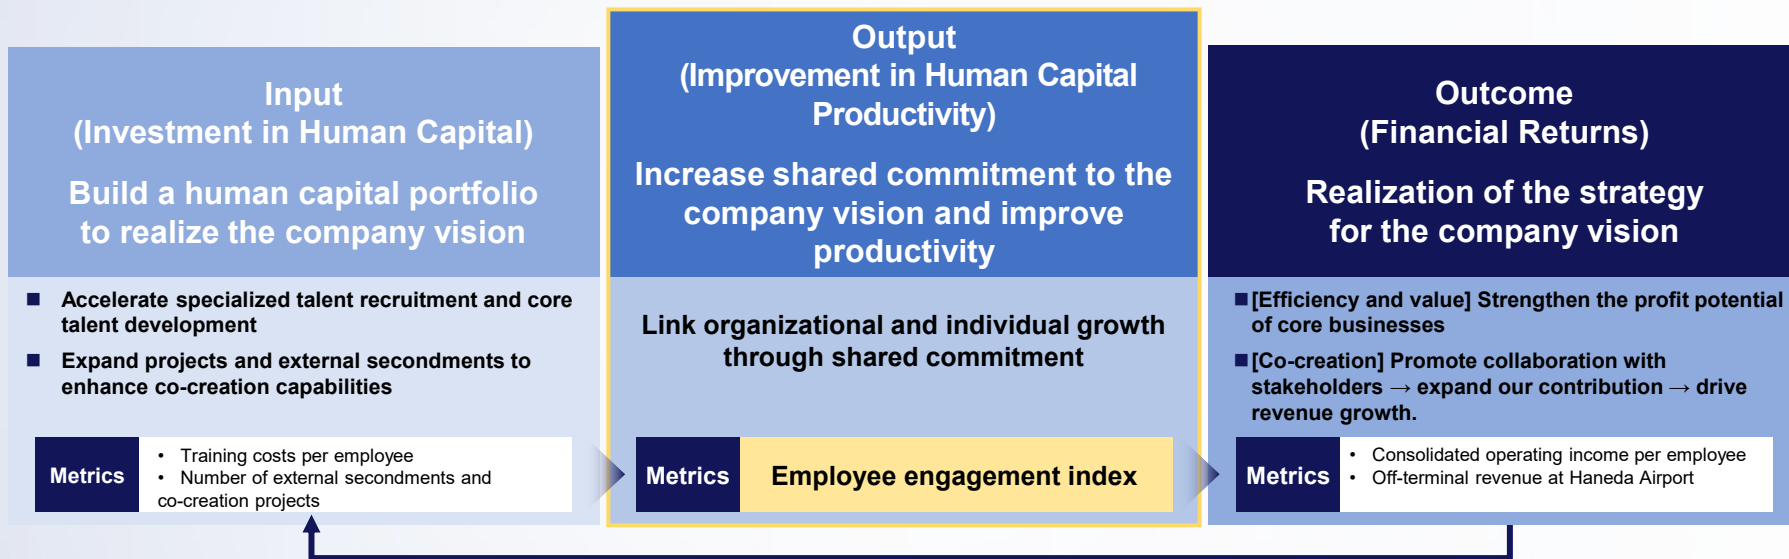 Input
(Investment in Human Capital)
Build a human capital portfolio
to realize the company vision
■ Accelerate specialized talent recruitment and core
talent development
■ Expand projects and external secondments to
enhance co-creation capabilities
Metrics
• Training costs per employee
• Number of external secondments and
co-creation projects
Output
(Improvement in Human Capital
Productivity)
Increase shared commitment to the
company vision and improve
productivity
Link organizational and individual growth
through shared commitment
Metrics
Employee engagement index
Outcome
(Financial Returns)
Realization of the strategy
for the company vision
■ [Efficiency and value] Strengthen the profit potential
of core businesses
■ [Co-creation] Promote collaboration with
stakeholders → expand our contribution → drive
revenue growth.
Metrics
• Consolidated operating income per employee
• Off-terminal revenue at Haneda Airport